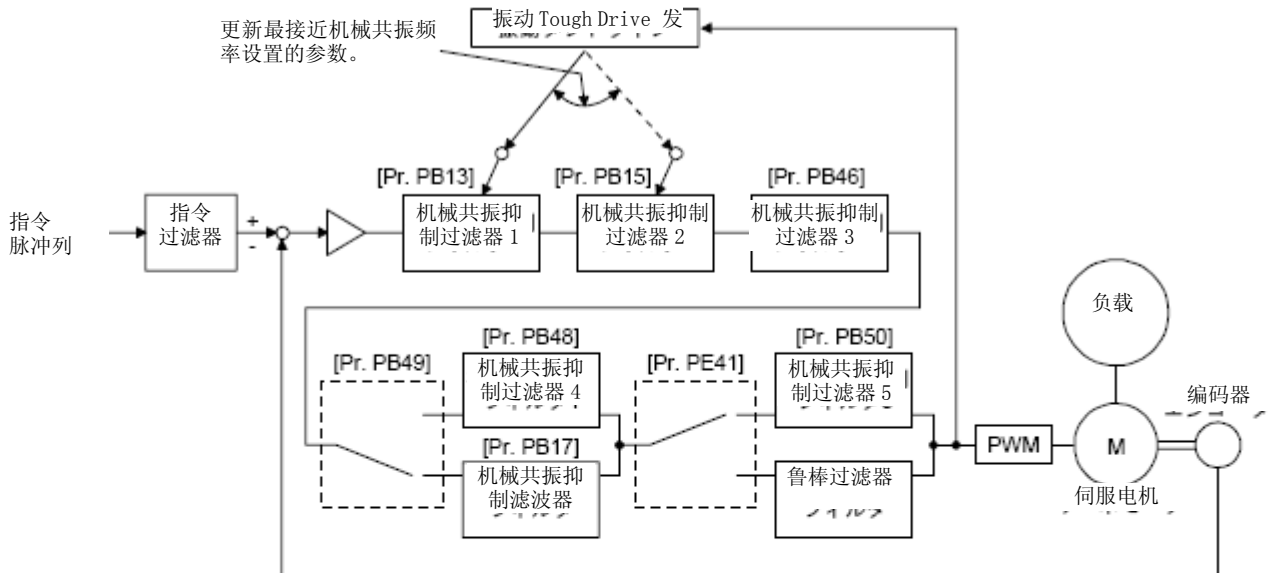 更新最接近机械共振频
率设置的参数。
振动 Tough Drive 发
[Pr. PB13]
[Pr. PB15]
[Pr. PB46]
指令
脉冲列
指令
过滤器
+
-
机械共振抑
制过滤器 1
机械共振抑制
过滤器 2
机械共振抑制
过滤器 3
负载
[Pr. PB49]
[Pr. PB48]
机械共振抑
制过滤器 4
[Pr. PB17]
机械共振抑
制滤波器
[Pr. PE41]
[Pr. PB50]
机械共振抑
制过滤器 5
鲁棒过滤器
PWM
M
伺服电机
编码器